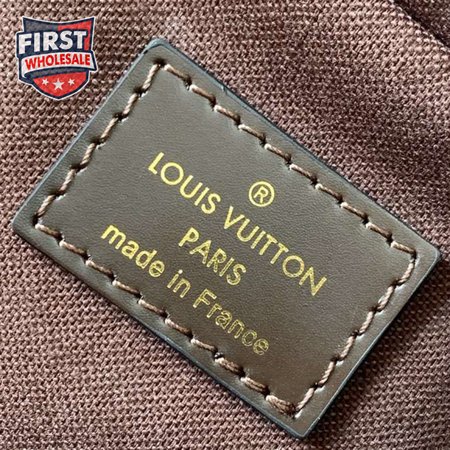 FIRST
WHOLESALE
®
LOUIS VUITTON
PARIS
made in France